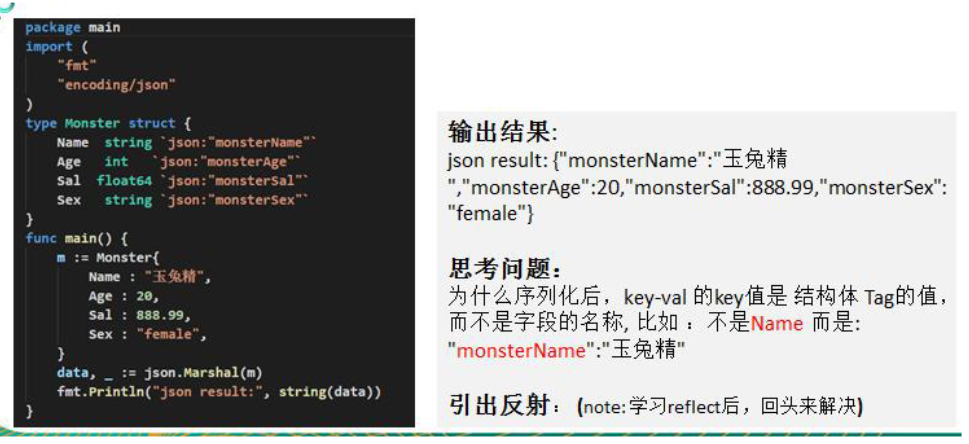 package main
import (
"fmt"
"encoding/json"
)
type Monster struct {
Name string `json:"monsterName"`
Age int `json:"monsterAge"`
Sal float64 `json:"monsterSal"`
Sex string `json:"monsterSex"`
}
func main() {
m := Monster{
Name : "玉兔精",
Age : 20,
Sal : 888.99,
Sex : "female",
}
data, _ := json.Marshal(m)
fmt.Println("json result:", string(data))
}
输出结果:
json result: {"monsterName":"玉兔精
","monsterAge":20,"monsterSal":888.99,"monsterSex":
"female"}
思考问题：
为什么序列化后，key-val 的key值是 结构体 Tag的值，
而不是字段的名称, 比如：不是Name 而是:
"monsterName":"玉兔精"
引出反射：(note:学习reflect后，回头来解决)